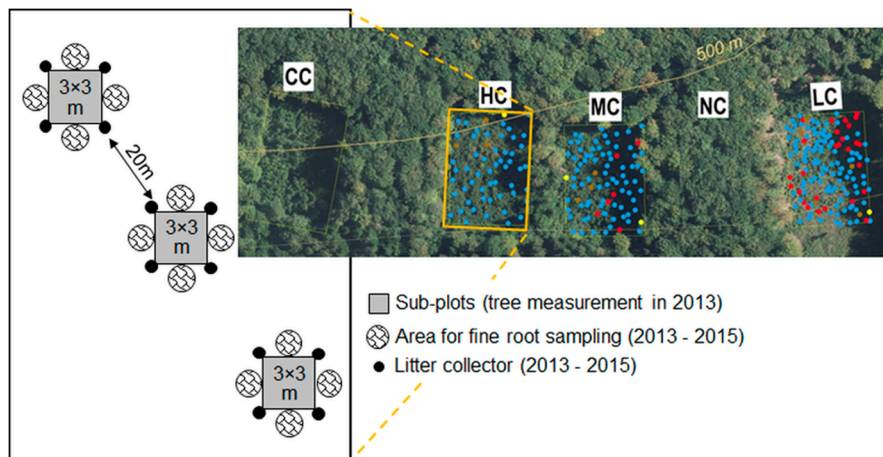 3×3
m
20m
3×3
m
3×3
m
CC
HC
MC
NC
LC
500 m
Sub-plots (tree measurement in 2013)
Area for fine root sampling (2013 - 2015)
Litter collector (2013 - 2015)